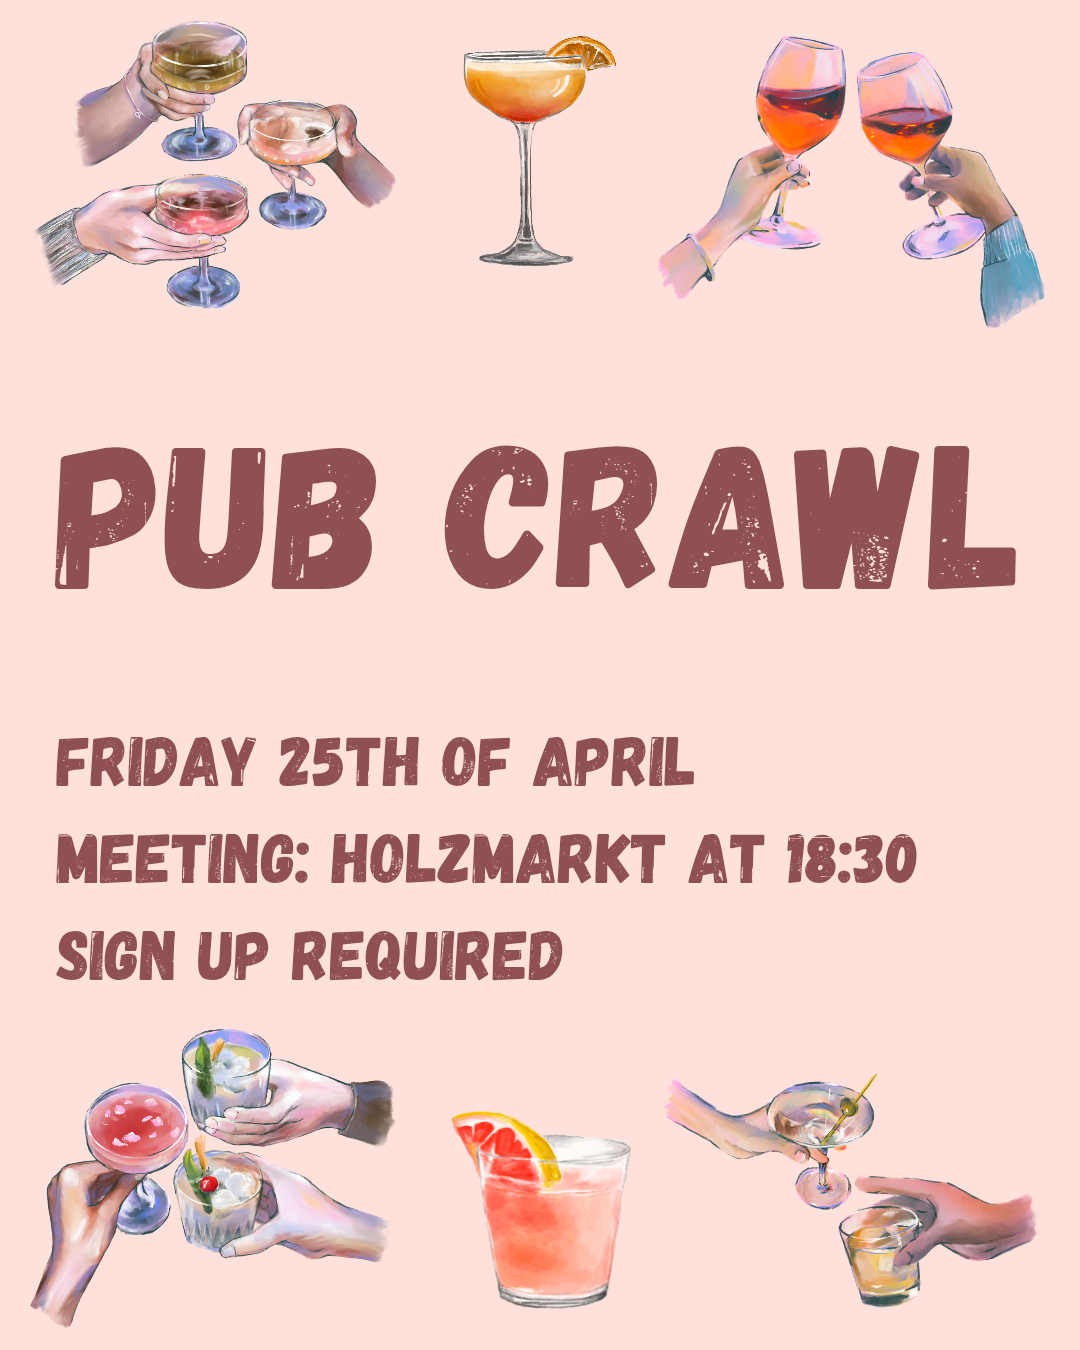 PUB CRAWL
FRIDAY 25TH OF APRIL
MEETING: HOLZMARKT AT 18:30
SIGN UP REQUIRED